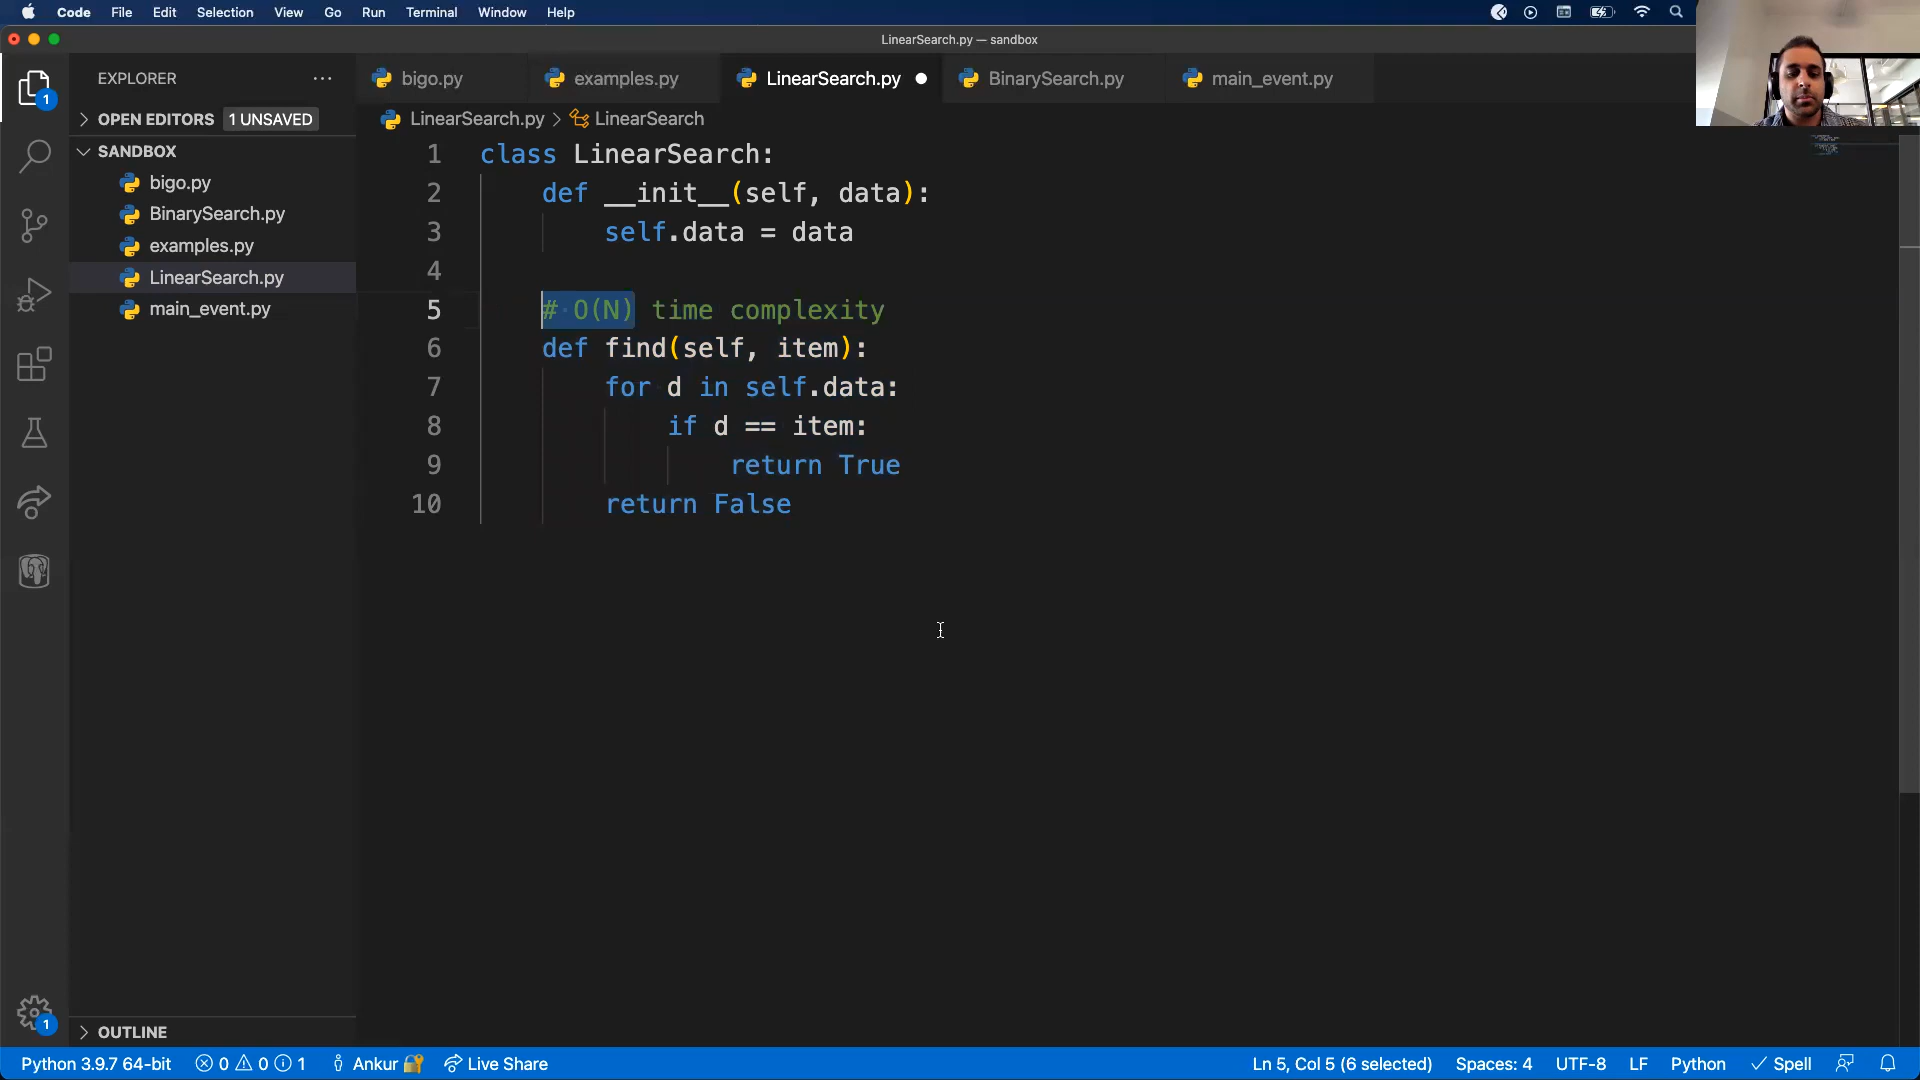 Code File Edit Selection View Go Run Terminal Window Help
LinearSearch.py — sandbox
EXPLORER ···
bigo.py examples.py LinearSearch.py BinarySearch.py main_event.py
1
OPEN EDITORS 1 UNSAVED
LinearSearch.py > LinearSearch
SANDBOX
bigo.py
BinarySearch.py
examples.py
LinearSearch.py
main_event.py
1 class LinearSearch:
2 def __init__(self, data):
3 self.data = data
4
5 # O(N) time complexity
6 def find(self, item):
7 for d in self.data:
8 if d == item:
9 return True
10 return False
1
OUTLINE
Python 3.9.7 64-bit 0 0 1 Ankur Live Share Ln 5, Col 5 (6 selected) Spaces: 4 UTF-8 LF Python Spell